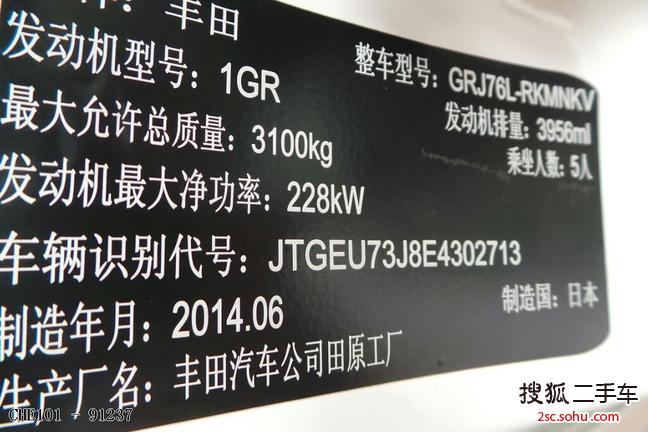 丰田
发动机型号：1GR
整车型号：GRJ76L-RKMNKV
最大允许总质量：3100kg
发动机排量：3956ml
发动机最大净功率：228kW
乘坐人数：5人
车辆识别代号：JTGEU73J8E4302713
制造年月：2014.06
制造国：日本
生产厂名：丰田汽车公司田原工厂
CHE101 - 91237
搜狐二手车
2sc.sohu.com